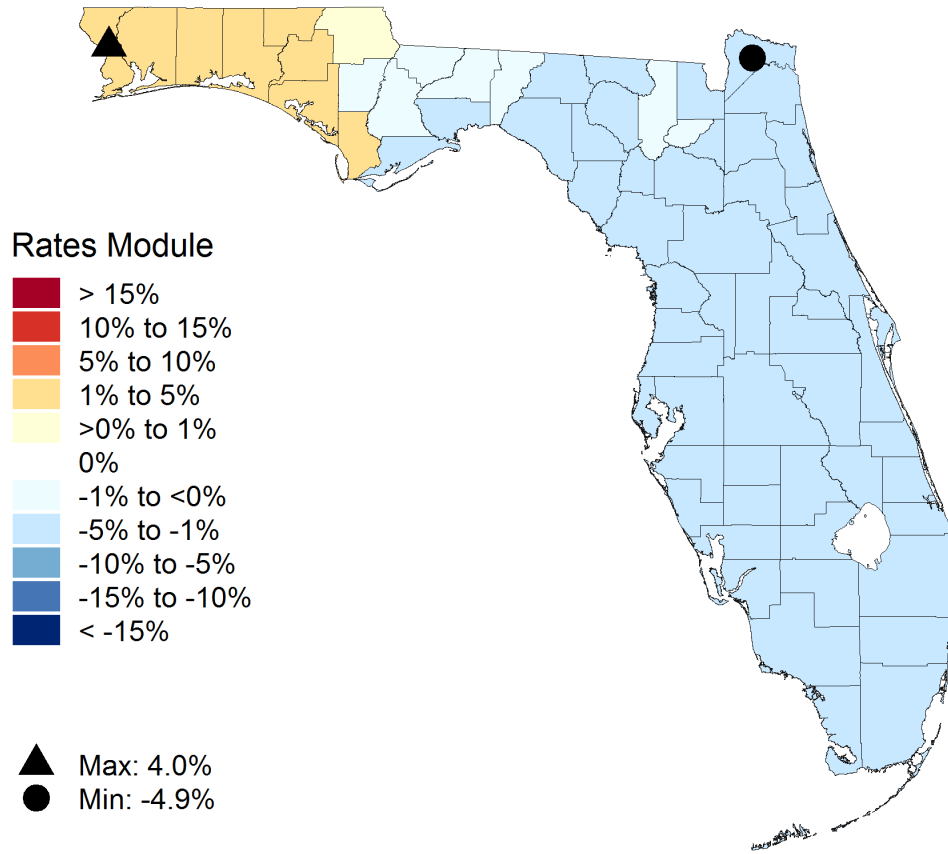 Rates Module
> 15%
10% to 15%
5% to 10%
1% to 5%
>0% to 1%
0%
-1% to <0%
-5% to -1%
-10% to -5%
-15% to -10%
< -15%
Max: 4.0%
Min: -4.9%